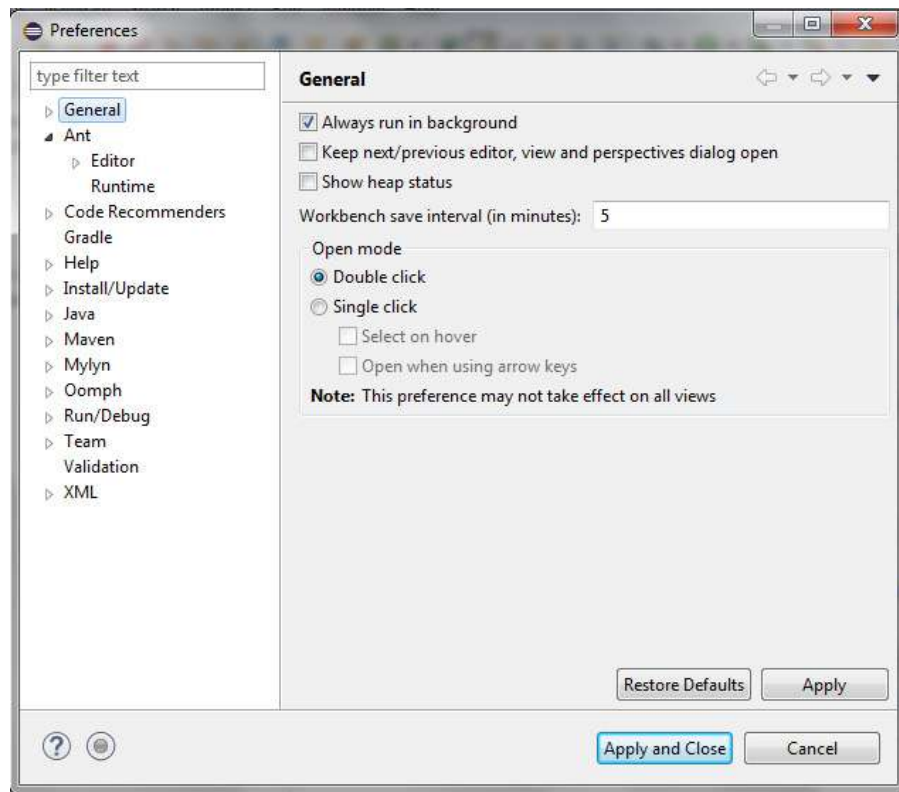 Preferences
type filter text
General
Ant
Editor
Runtime
Code Recommenders
Gradle
Help
Install/Update
Java
Maven
Mylyn
Oomph
Run/Debug
Team
Validation
XML
General
Always run in background
Keep next/previous editor, view and perspectives dialog open
Show heap status
Workbench save interval (in minutes): 5
Open mode
Double click
Single click
Select on hover
Open when using arrow keys
Note: This preference may not take effect on all views
Restore Defaults Apply
? Apply and Close Cancel